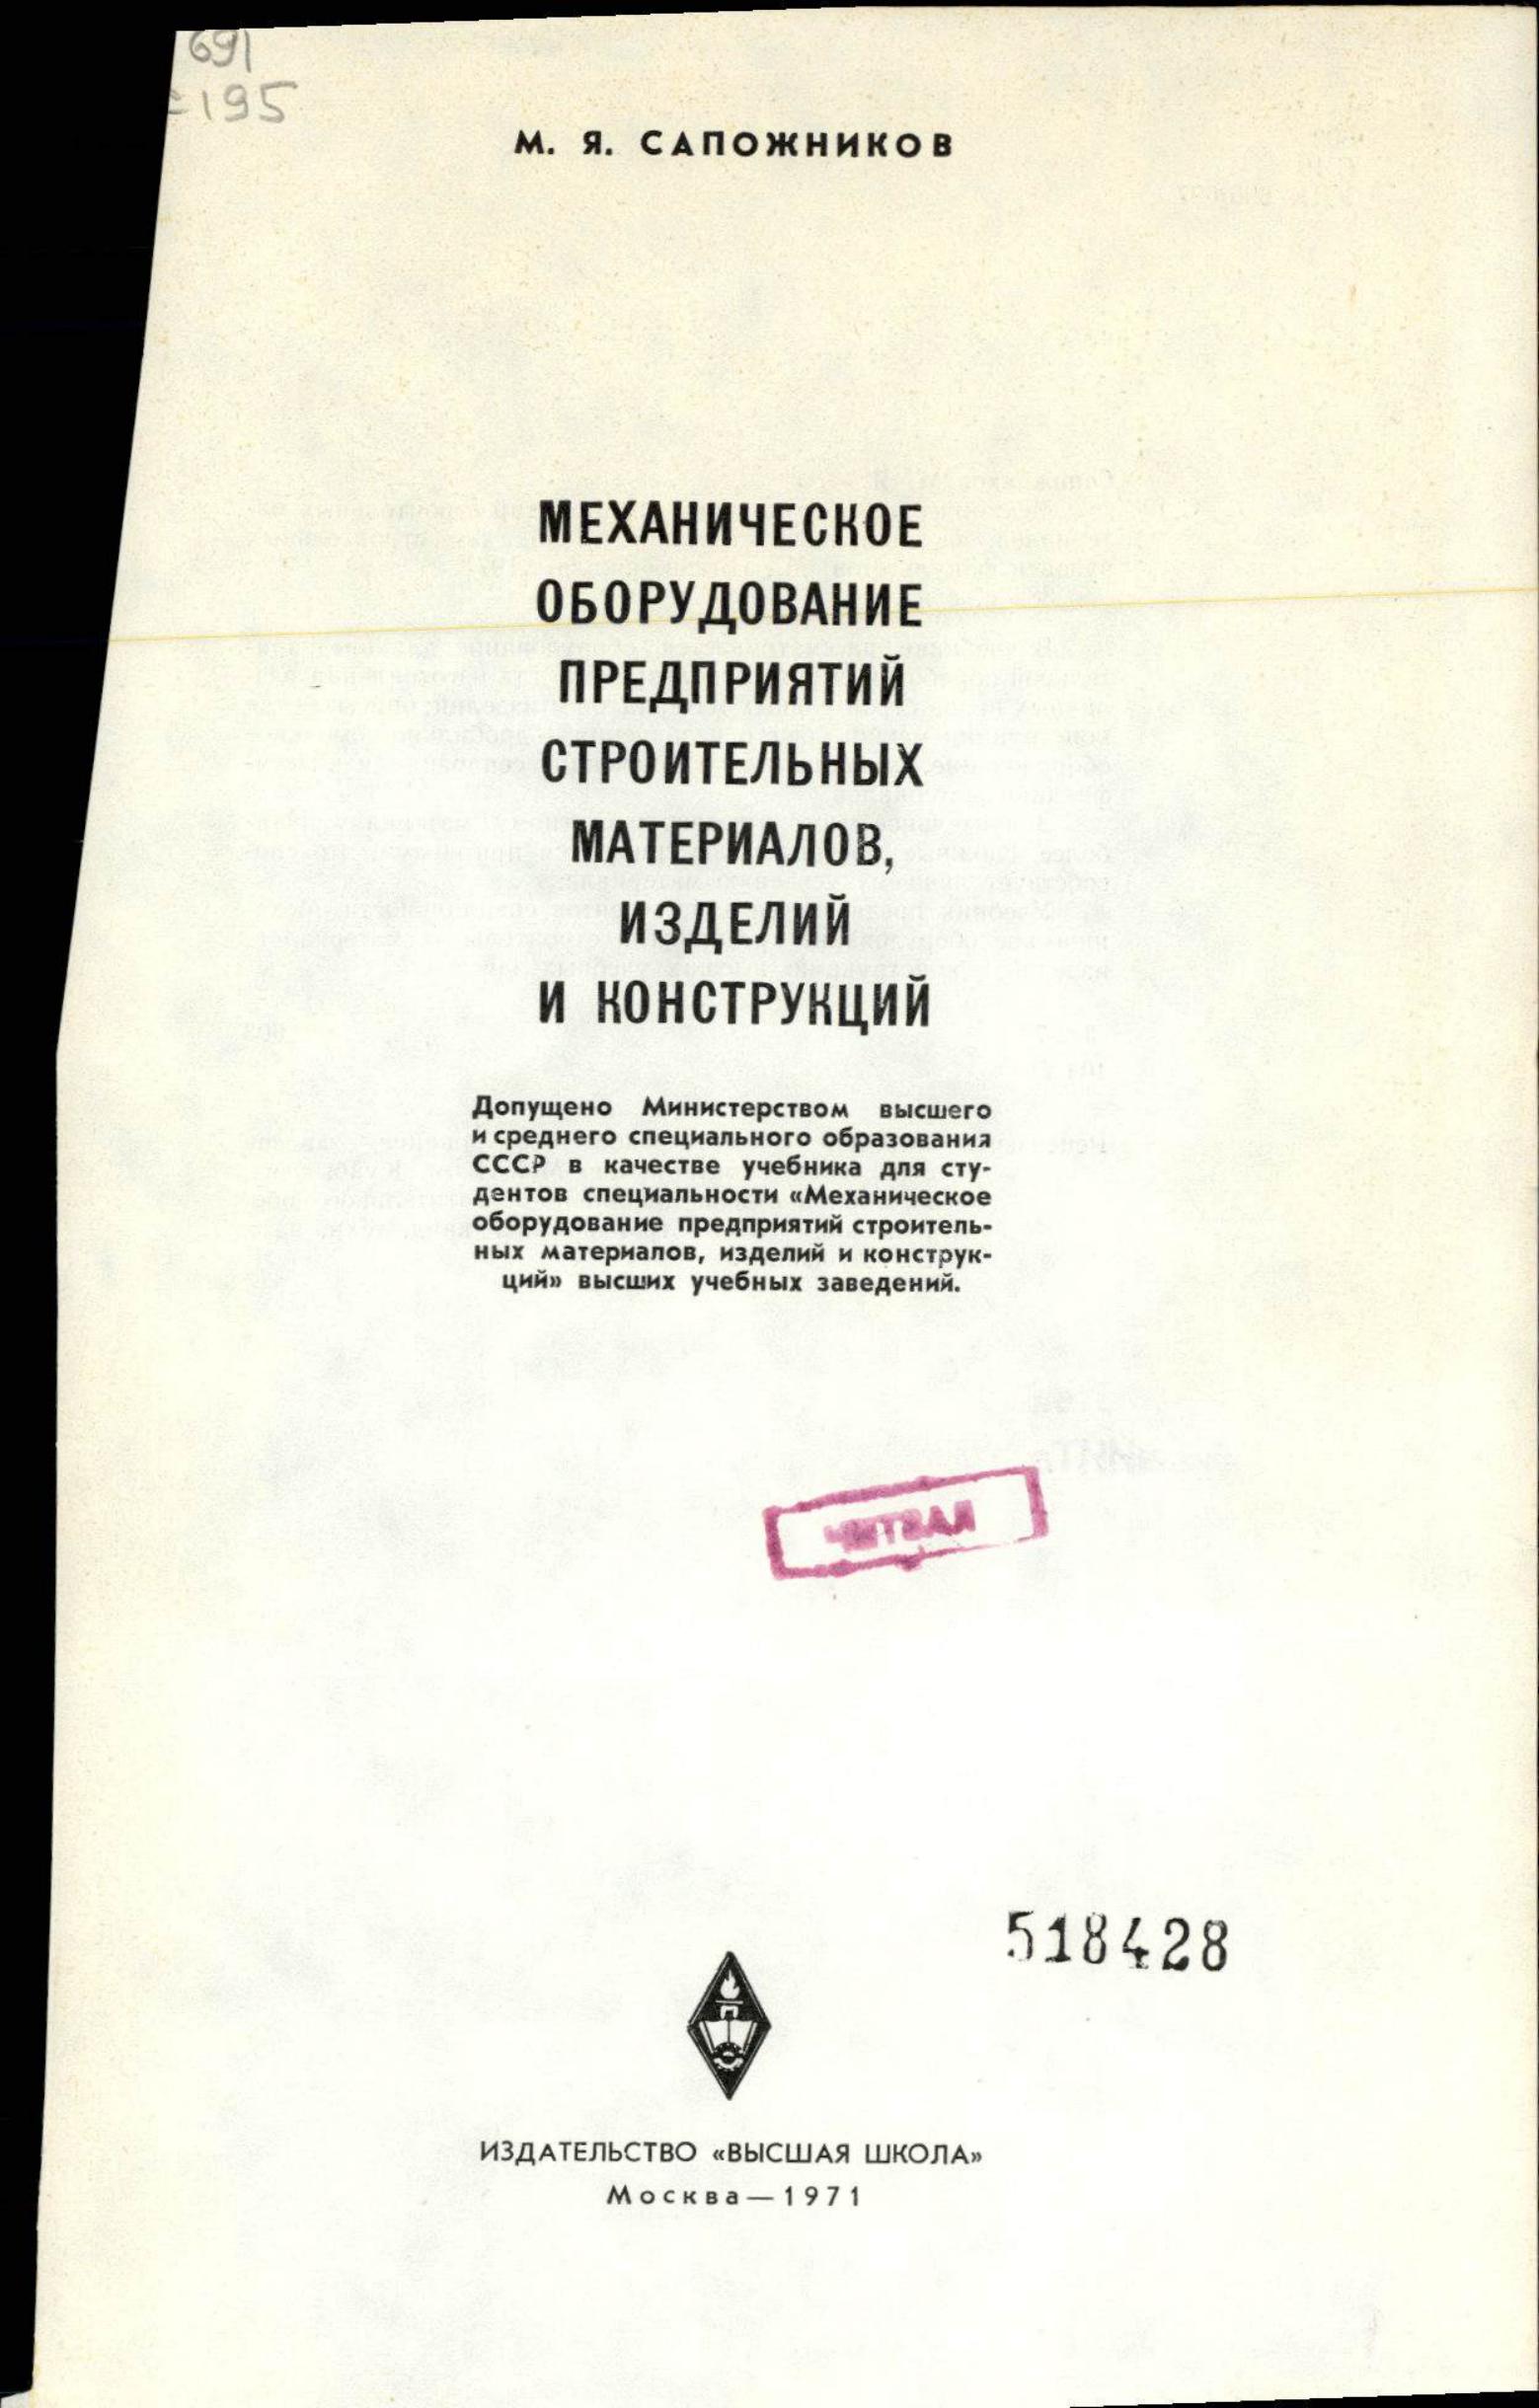 691
195
М. Я. САПОЖНИКОВ
МЕХАНИЧЕСКОЕ
ОБОРУДОВАНИЕ
ПРЕДПРИЯТИЙ
СТРОИТЕЛЬНЫХ
МАТЕРИАЛОВ,
ИЗДЕЛИЙ
И КОНСТРУКЦИЙ
Допущено Министерством высшего
и среднего специального образования
СССР в качестве учебника для сту-
дентов специальности «Механическое
оборудование предприятий строитель-
ных материалов, изделий и конструк-
ций» высших учебных заведений.
ЧИТЗАЛ
518428
ИЗДАТЕЛЬСТВО «ВЫСШАЯ ШКОЛА»
Москва—1971